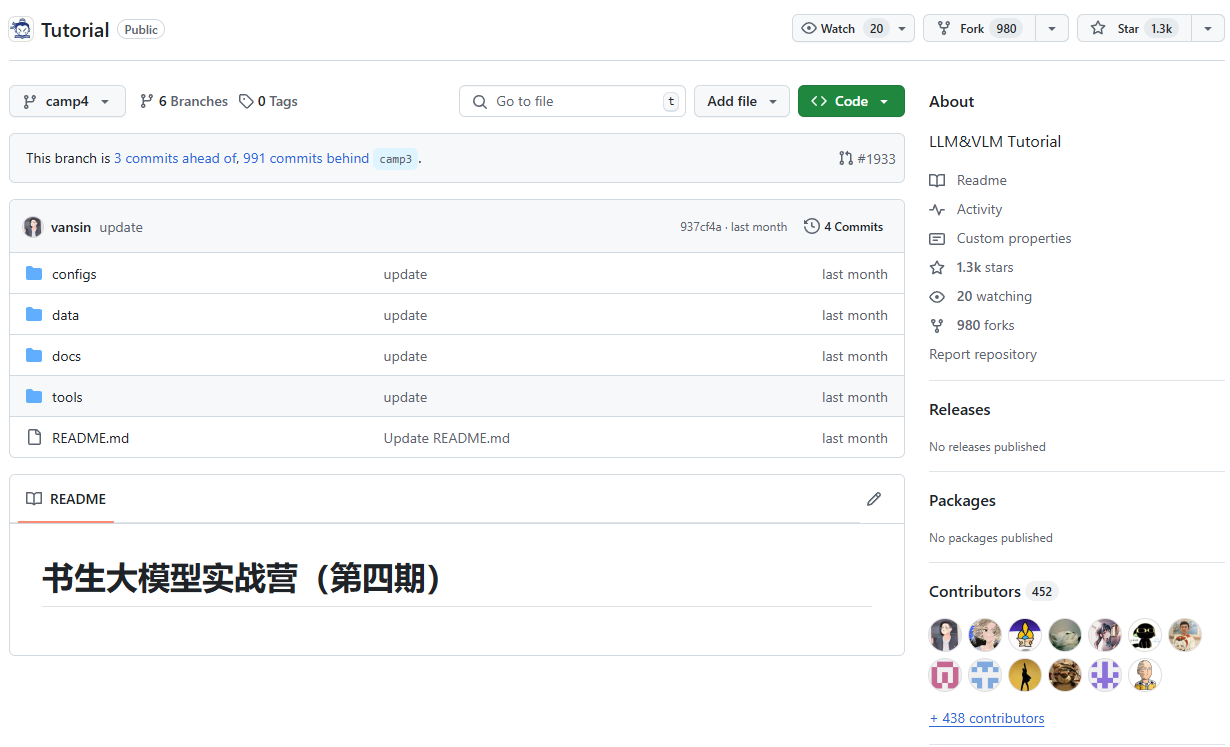 Tutorial Public Watch 20 Fork 980 Star 1.3k
camp4 6 Branches 0 Tags Go to file t Add file Code
This branch is 3 commits ahead of, 991 commits behind camp3 . #1933
vansin update 937cf4a · last month 4 Commits
configs update last month
data update last month
docs update last month
tools update last month
README.md Update README.md last month
README
书生大模型实战营（第四期）
About
LLM&VLM Tutorial
Readme
Activity
Custom properties
1.3k stars
20 watching
980 forks
Report repository
Releases
No releases published
Packages
No packages published
Contributors 452
+ 438 contributors